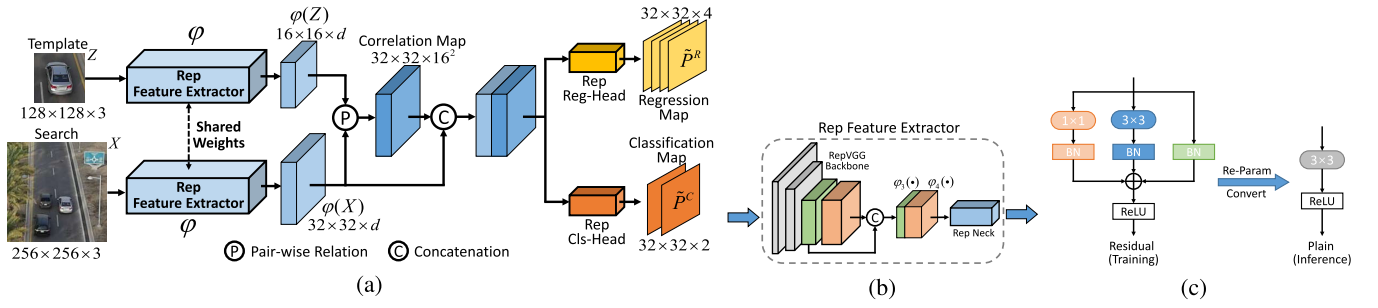 Template
Z
128×128×3
Search
X
256×256×3
φ
Rep
Feature Extractor
Shared
Weights
Rep
Feature Extractor
φ
φ(Z)
16×16×d
φ(X)
32×32×d
P
Correlation Map
32×32×16²
C
P Pair-wise Relation
C Concatenation
Rep
Reg-Head
32×32×4
P̃ᴿ
Regression
Map
Rep
Cls-Head
Classification
Map
P̃ᶜ
32×32×2
(a)
Rep Feature Extractor
RepVGG
Backbone
C
φ₃(•) φ₄(•)
Rep Neck
(b)
1×1
3×3
BN
BN
BN
ReLU
Residual
(Training)
Re-Param
Convert
3×3
ReLU
Plain
(Inference)
(c)